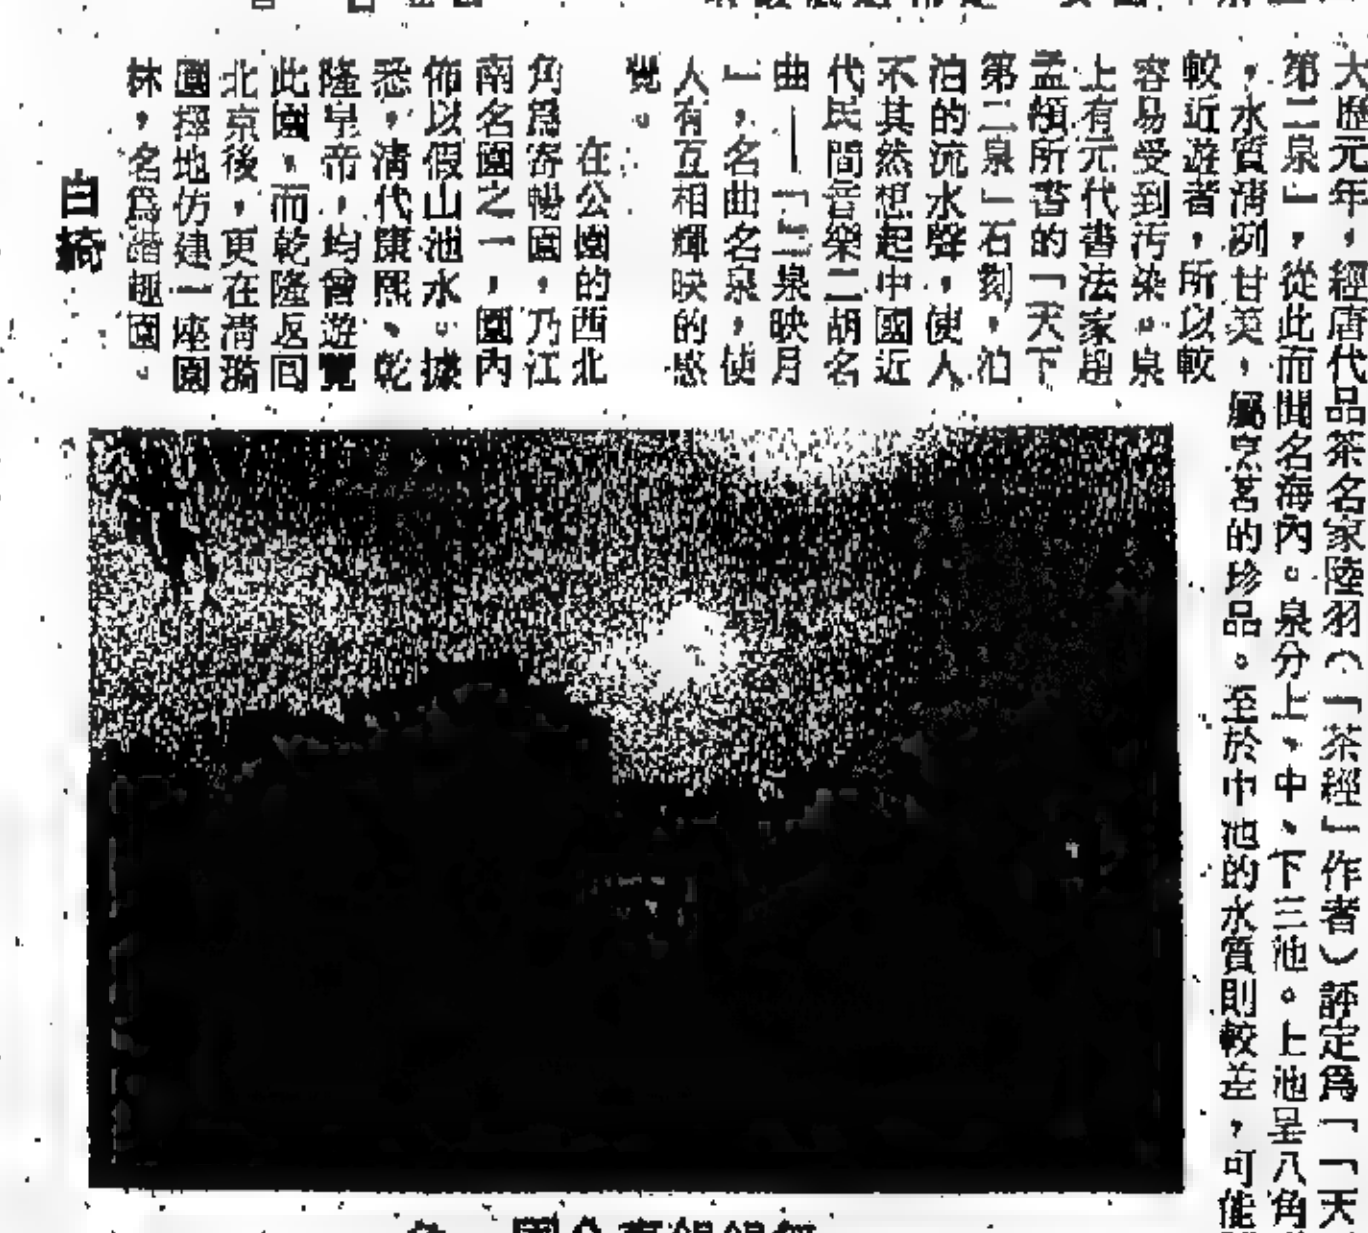 大歷元年，經唐代品茶名家陸羽（「茶經」作者）評定爲「「天
第二泉」，從此而聞名海內。泉分上、中、下三池。上池呈八角
，水質清冽甘美，屬烹茗的珍品。至於中池的水質則較差，可能
較近遊者，所以較
容易受到污染。泉
上有元代書法家趙
孟頫所書的「天下
第二泉」石刻，泊
泊的流水聲，使人
不其然想起中國近
代民間音樂二胡名
曲——「二泉映月
」，名曲名泉，使
人有互相輝映的感
覺。
在公園的西北
角爲寄暢園，乃江
南名園之一，園內
佈以假山池水。據
悉，清代康熙、乾
隆皇帝，均曾遊覽
此園，而乾隆返回
北京後，更在清漪
園擇地仿建一座園
林，名爲諧趣園。
白綺